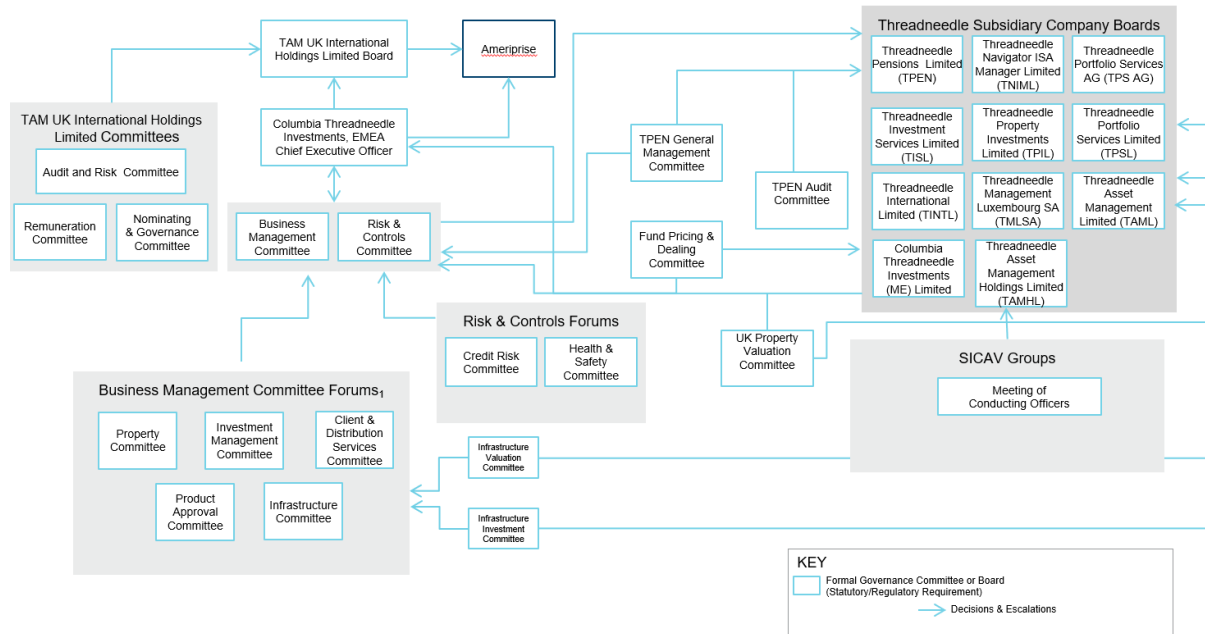 TAM UK International
Holdings Limited Board
Ameriprise
Columbia Threadneedle
Investments, EMEA
Chief Executive Officer
TAM UK International Holdings
Limited Committees
Audit and Risk Committee
Remuneration
Committee
Nominating
& Governance
Committee
Business
Management
Committee
Risk &
Controls
Committee
TPEN General
Management
Committee
TPEN Audit
Committee
Fund Pricing &
Dealing
Committee
UK Property
Valuation
Committee
Threadneedle Subsidiary Company Boards
Threadneedle
Pensions Limited
(TPEN)
Threadneedle
Navigator ISA
Manager Limited
(TNIML)
Threadneedle
Portfolio Services
AG (TPS AG)
Threadneedle
Investment
Services Limited
(TISL)
Threadneedle
Property
Investments
Limited (TPIL)
Threadneedle
Portfolio
Services Limited
(TPSL)
Threadneedle
International
Limited (TINTL)
Threadneedle
Management
Luxembourg SA
(TMLSA)
Threadneedle
Asset
Management
Limited (TAML)
Columbia
Threadneedle
Investments
(ME) Limited
Threadneedle
Asset
Management
Holdings Limited
(TAMHL)
Risk & Controls Forums
Credit Risk
Committee
Health &
Safety
Committee
SICAV Groups
Meeting of
Conducting Officers
Business Management Committee Forums1
Property
Committee
Investment
Management
Committee
Client &
Distribution
Services
Committee
Product
Approval
Committee
Infrastructure
Committee
Infrastructure
Valuation
Committee
Infrastructure
Investment
Committee
KEY
Formal Governance Committee or Board
(Statutory/Regulatory Requirement)
Decisions & Escalations